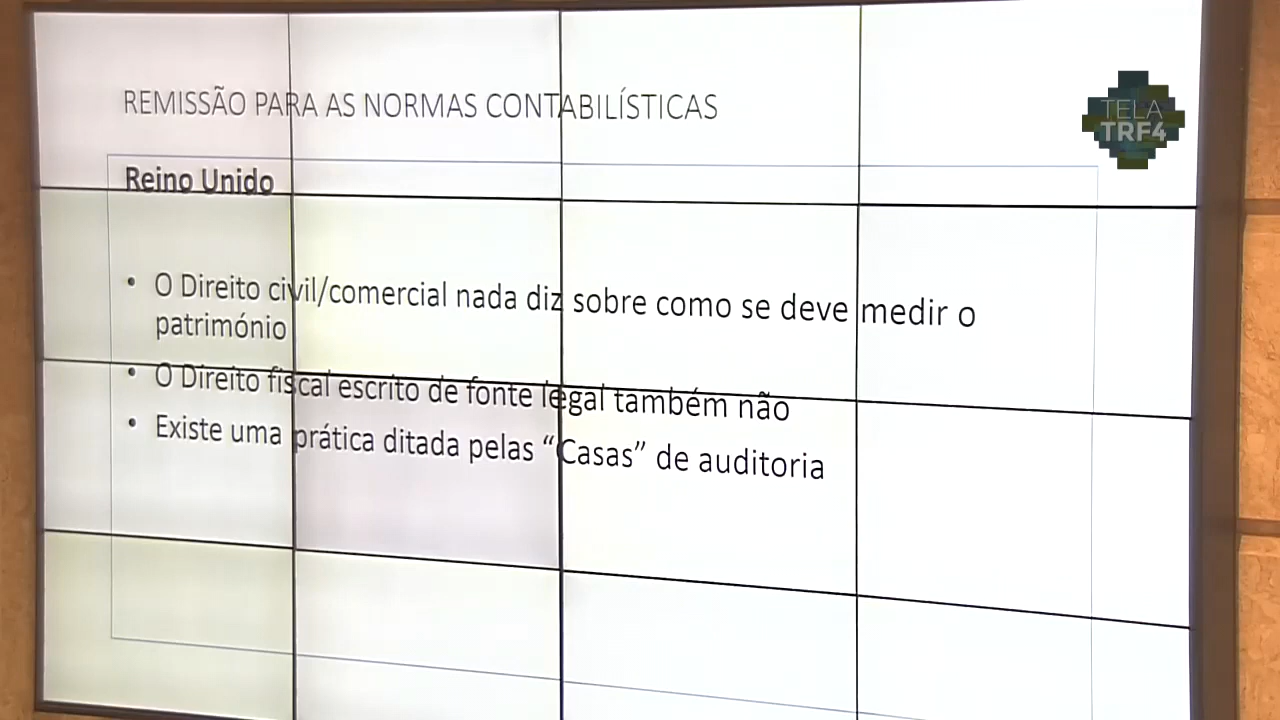 REMISSÃO PARA AS NORMAS CONTABILÍSTICAS
TELA
TRF4
Reino Unido
• O Direito civil/comercial nada diz sobre como se deve medir o
património
• O Direito fiscal escrito de fonte legal também não
• Existe uma prática ditada pelas “Casas” de auditoria